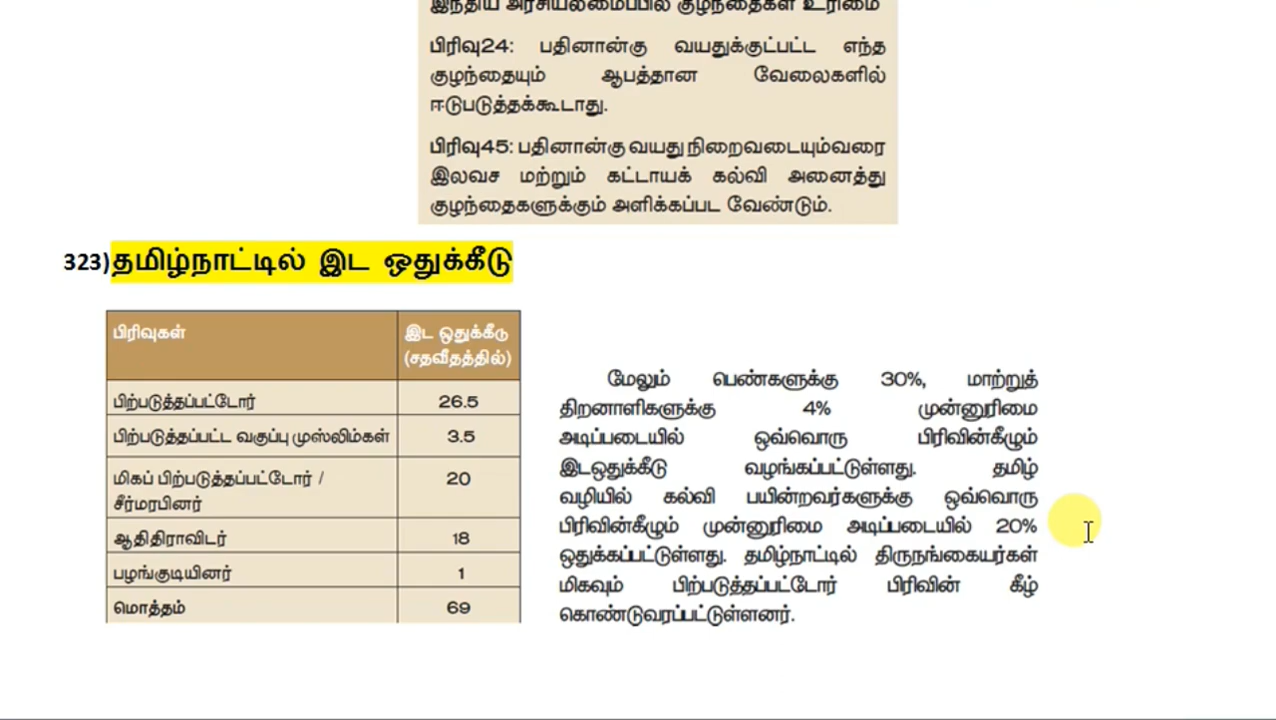 இந்திய அரசியலமைப்பில் குழந்தைகள் உரிமை
பிரிவு24: பதினான்கு வயதுக்குட்பட்ட எந்த
குழந்தையும் ஆபத்தான வேலைகளில்
ஈடுபடுத்தக்கூடாது.
பிரிவு45: பதினான்கு வயது நிறைவடையும்வரை
இலவச மற்றும் கட்டாயக் கல்வி அனைத்து
குழந்தைகளுக்கும் அளிக்கப்பட வேண்டும்.
323)தமிழ்நாட்டில் இட ஒதுக்கீடு
பிரிவுகள் இட ஒதுக்கீடு
(சதவீதத்தில்)
பிற்படுத்தப்பட்டோர் 26.5
பிற்படுத்தப்பட்ட வகுப்பு முஸ்லிம்கள் 3.5
மிகப் பிற்படுத்தப்பட்டோர் / 20
சீர்மரபினர்
ஆதிதிராவிடர் 18
பழங்குடியினர் 1
மொத்தம் 69
மேலும் பெண்களுக்கு 30%, மாற்றுத்
திறனாளிகளுக்கு 4% முன்னுரிமை
அடிப்படையில் ஒவ்வொரு பிரிவின்கீழும்
இடஒதுக்கீடு வழங்கப்பட்டுள்ளது. தமிழ்
வழியில் கல்வி பயின்றவர்களுக்கு ஒவ்வொரு
பிரிவின்கீழும் முன்னுரிமை அடிப்படையில் 20%
ஒதுக்கப்பட்டுள்ளது. தமிழ்நாட்டில் திருநங்கையர்கள்
மிகவும் பிற்படுத்தப்பட்டோர் பிரிவின் கீழ்
கொண்டுவரப்பட்டுள்ளனர்.